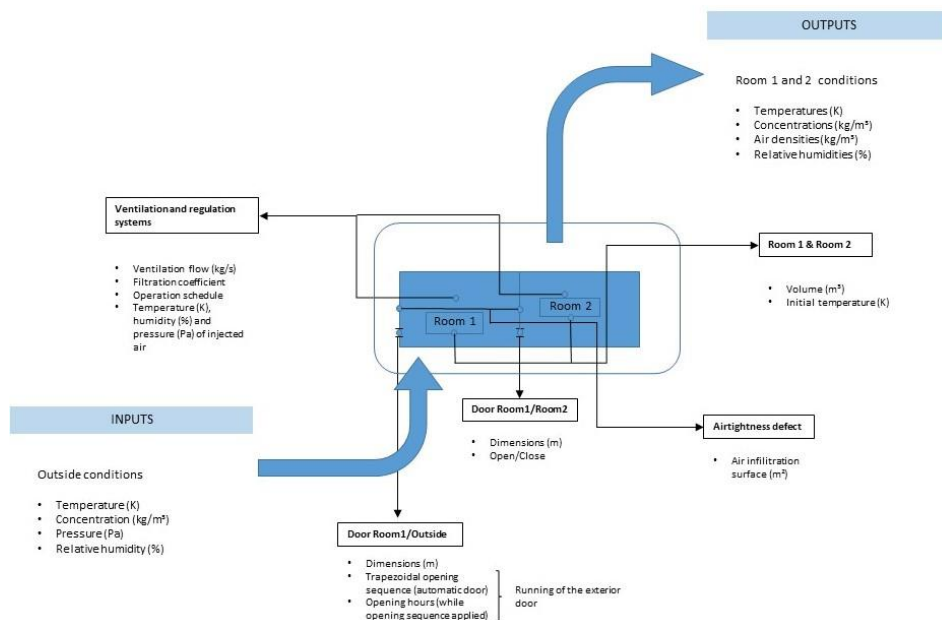 OUTPUTS
Room 1 and 2 conditions
• Temperatures (K)
• Concentrations (kg/m³)
• Air densities (kg/m³)
• Relative humidities (%)
Ventilation and regulation
systems
• Ventilation flow (kg/s)
• Filtration coefficient
• Operation schedule
• Temperature (K),
humidity (%) and
pressure (Pa) of injected
air
Room 1 & Room 2
• Volume (m³)
• Initial temperature (K)
Room 1
Room 2
INPUTS
Outside conditions
• Temperature (K)
• Concentration (kg/m³)
• Pressure (Pa)
• Relative humidity (%)
Door Room1/Room2
• Dimensions (m)
• Open/Close
Airtightness defect
• Air infilitration
surface (m²)
Door Room1/Outside
• Dimensions (m)
• Trapezoidal opening
sequence (automatic door)
• Opening hours (while
opening sequence applied)
Running of the exterior
door